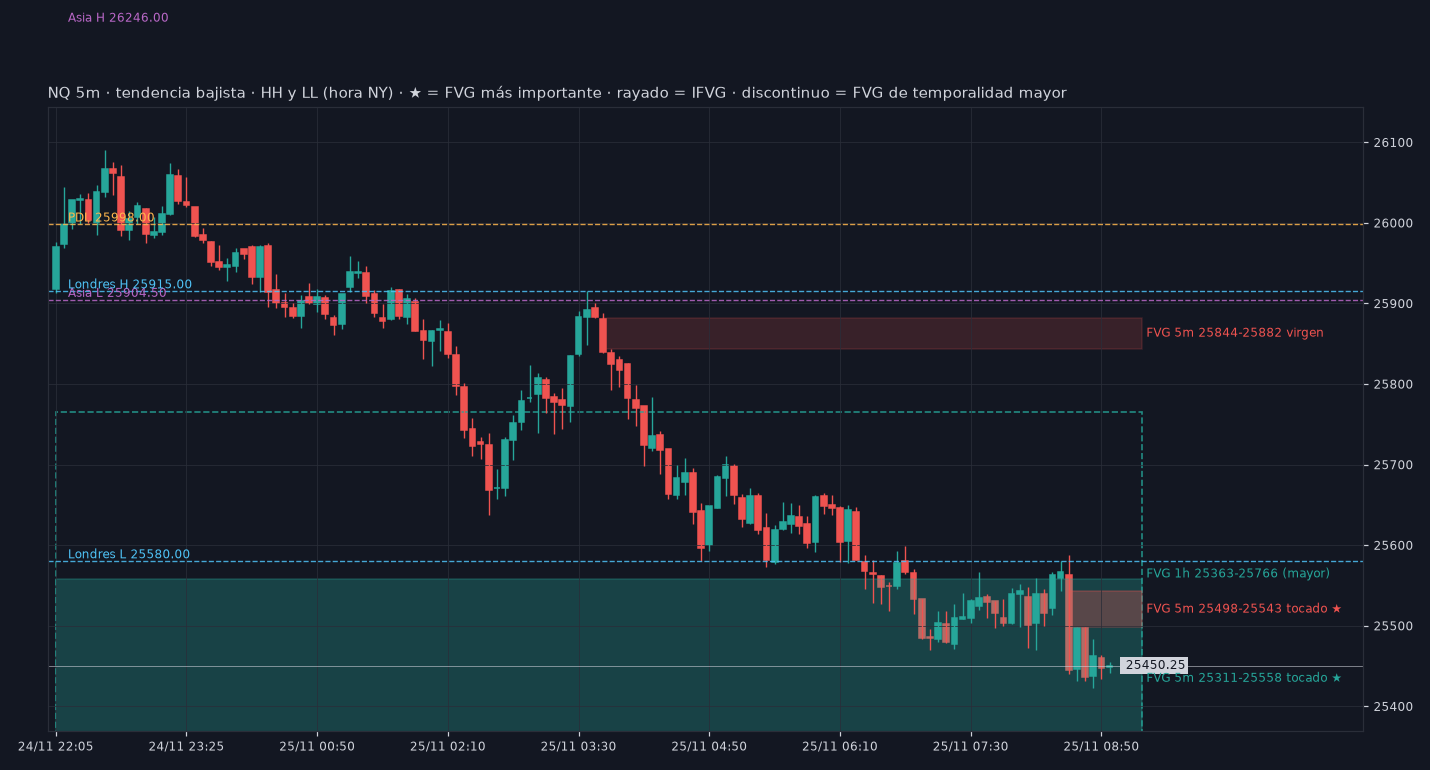 Asia H 26246.00
NQ 5m · tendencia bajista · HH y LL (hora NY) · ★ = FVG más importante · rayado = IFVG · discontinuo = FVG de temporalidad mayor
26100
PDL 25998.00
26000
Londres H 25915.00
Asia L 25904.50
25900
FVG 5m 25844-25882 virgen
25800
25700
25600
Londres L 25580.00
FVG 1h 25363-25766 (mayor)
FVG 5m 25498-25543 tocado ★
25500
25450.25
FVG 5m 25311-25558 tocado ★
25400
24/11 22:05 24/11 23:25 25/11 00:50 25/11 02:10 25/11 03:30 25/11 04:50 25/11 06:10 25/11 07:30 25/11 08:50